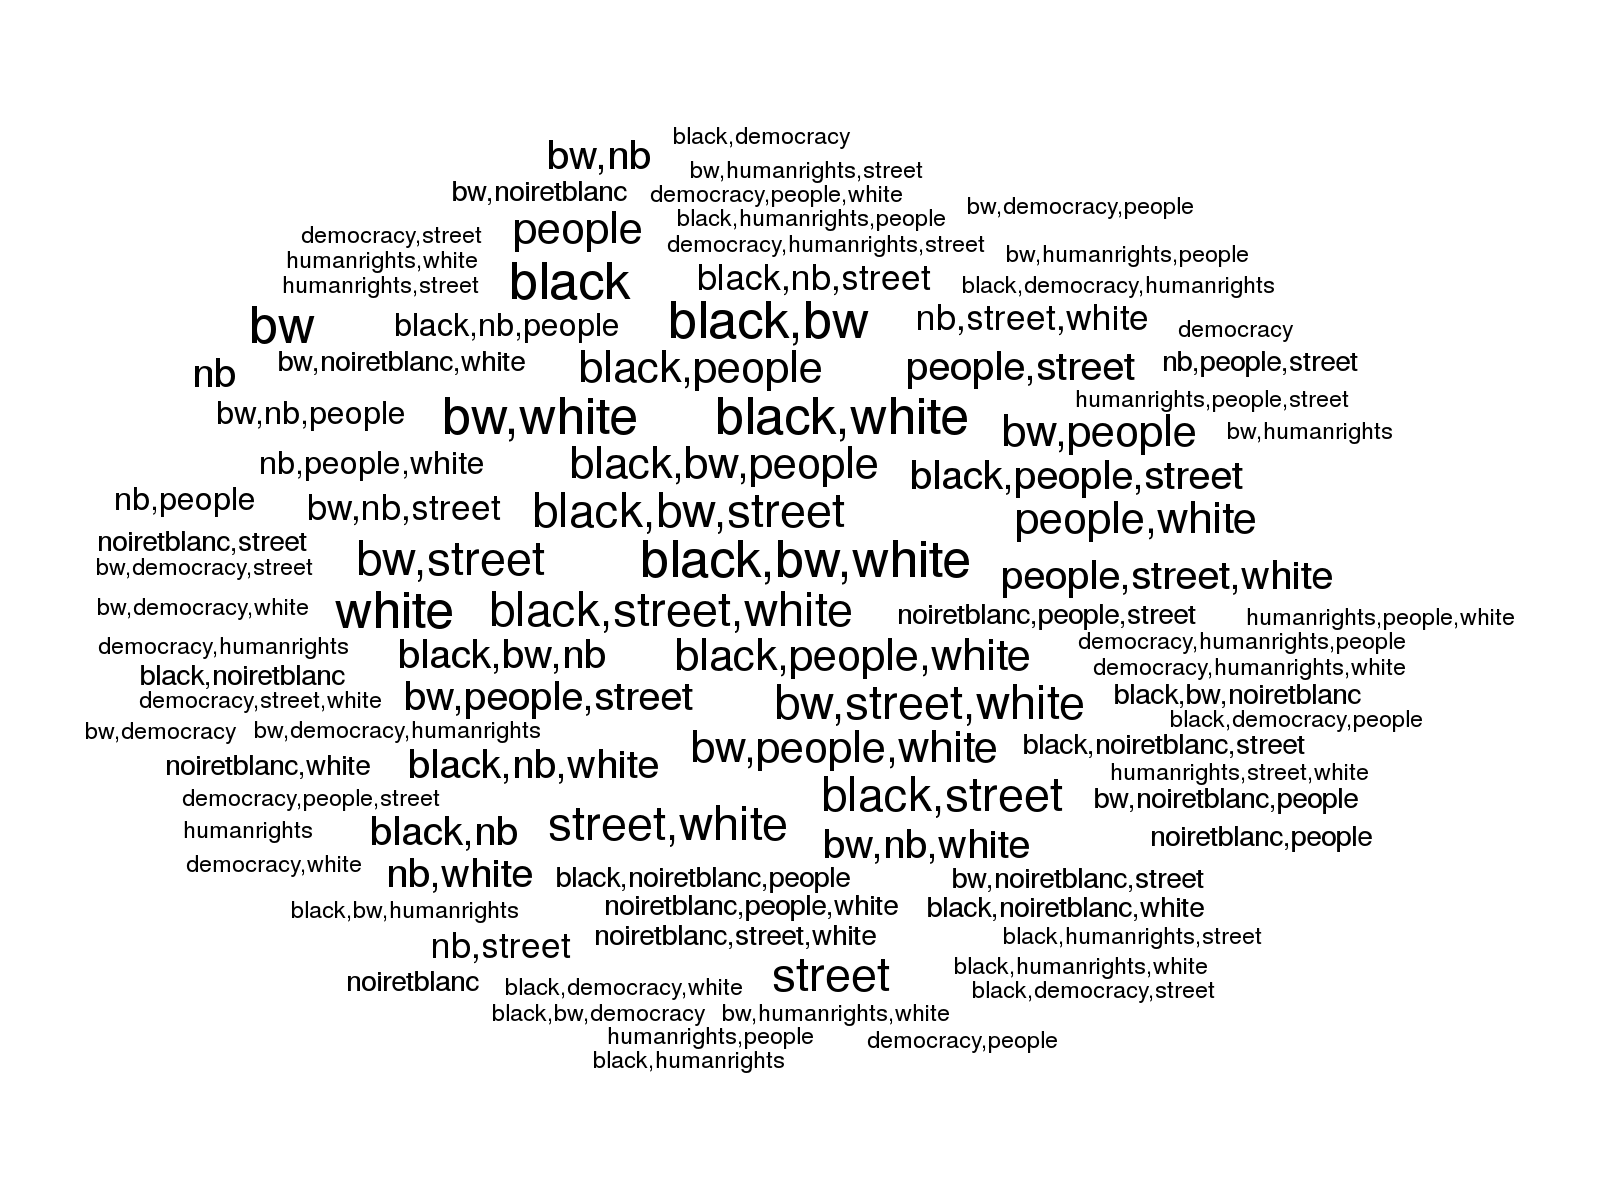 black,democracy
bw,nb
bw,humanrights,street
bw,noiretblanc democracy,people,white
bw,democracy,people
black,humanrights,people
people
democracy,street
democracy,humanrights,street
bw,humanrights,people
humanrights,white
black black,nb,street
humanrights,street black,democracy,humanrights
bw black,nb,people black,bw nb,street,white democracy
nb bw,noiretblanc,white black,people people,street nb,people,street
humanrights,people,street
bw,nb,people bw,white black,white bw,people bw,humanrights
nb,people,white black,bw,people black,people,street
nb,people bw,nb,street black,bw,street people,white
noiretblanc,street
bw,democracy,street bw,street black,bw,white people,street,white
bw,democracy,white white black,street,white noiretblanc,people,street humanrights,people,white
democracy,humanrights black,bw,nb black,people,white democracy,humanrights,people
democracy,humanrights,white
black,noiretblanc
democracy,street,white bw,people,street bw,street,white black,bw,noiretblanc
black,democracy,people
bw,democracy bw,democracy,humanrights bw,people,white black,noiretblanc,street
noiretblanc,white black,nb,white humanrights,street,white
democracy,people,street black,street bw,noiretblanc,people
humanrights black,nb street,white bw,nb,white noiretblanc,people
democracy,white nb,white black,noiretblanc,people bw,noiretblanc,street
black,bw,humanrights noiretblanc,people,white black,noiretblanc,white
nb,street noiretblanc,street,white black,humanrights,street
black,humanrights,white
noiretblanc black,democracy,white street black,democracy,street
black,bw,democracy bw,humanrights,white
humanrights,people democracy,people
black,humanrights